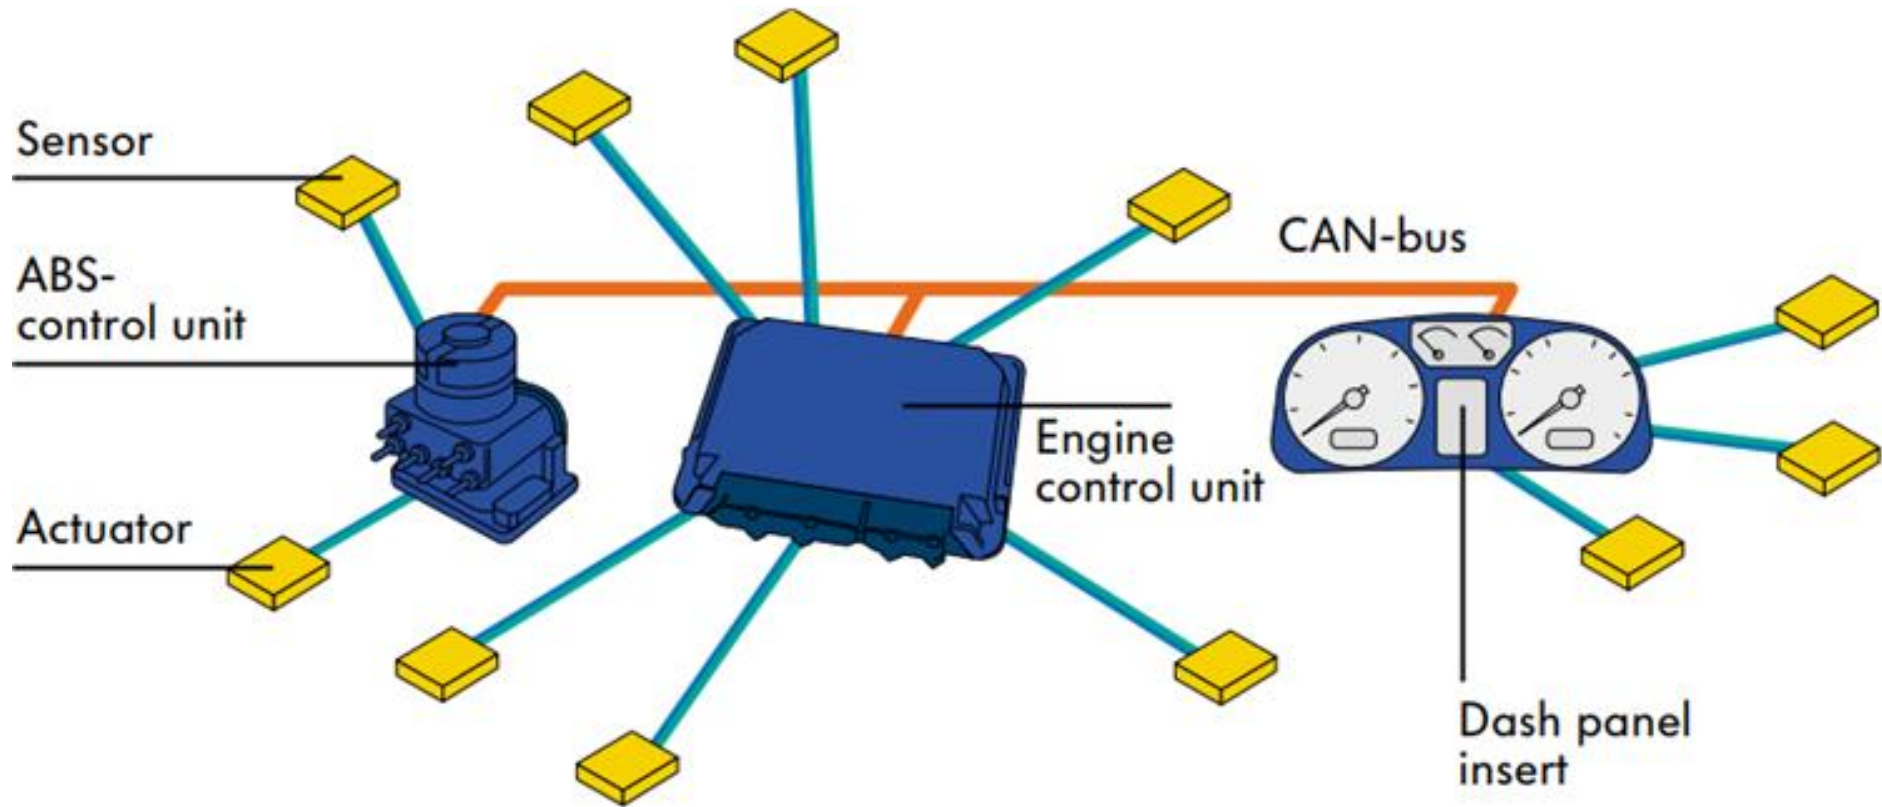 Sensor
ABS-
control unit
Actuator
CAN-bus
Engine
control unit
Dash panel
insert